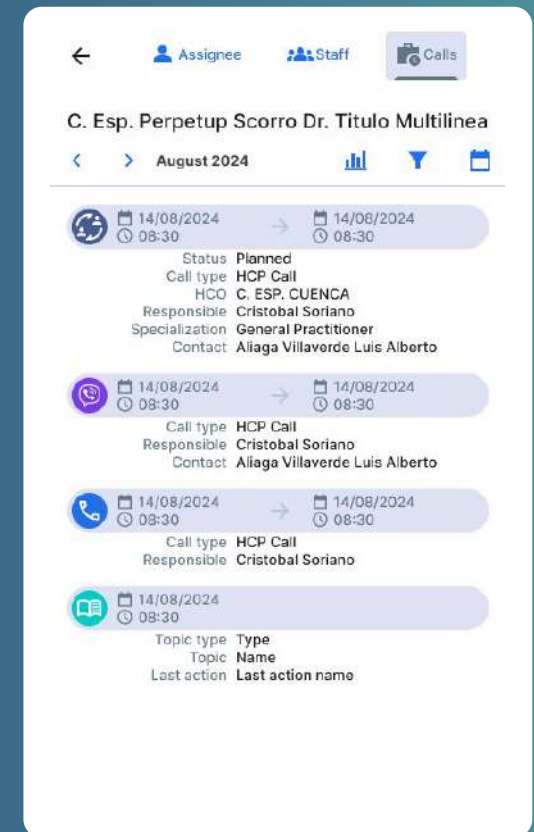 Assignee Staff Calls
C. Esp. Perpetup Scorro Dr. Titulo Multilinea
August 2024
14/08/2024 14/08/2024
08:30 08:30
Status Planned
Call type HCP Call
HCO C. ESP. CUENCA
Responsible Cristobal Soriano
Specialization General Practitioner
Contact Aliaga Villaverde Luis Alberto
14/08/2024 14/08/2024
08:30 08:30
Call type HCP Call
Responsible Cristobal Soriano
Contact Aliaga Villaverde Luis Alberto
14/08/2024 14/08/2024
08:30 08:30
Call type HCP Call
Responsible Cristobal Soriano
14/08/2024
08:30
Topic type Type
Topic Name
Last action Last action name